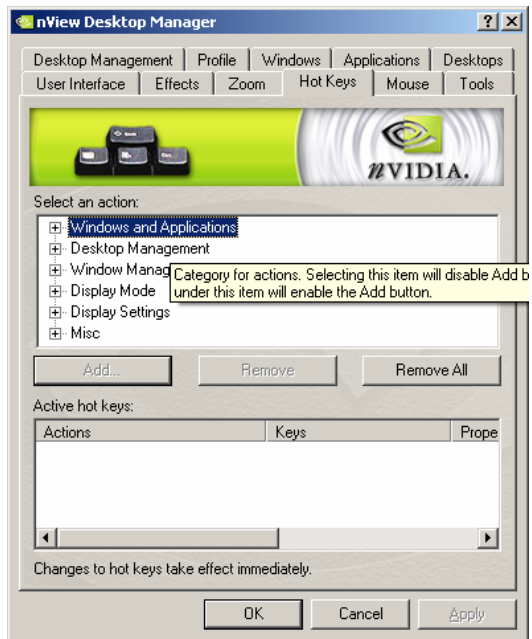 nView Desktop Manager
Desktop Management Profile Windows Applications Desktops
User Interface Effects Zoom Hot Keys Mouse Tools
nVIDIA.
Select an action:
Windows and Applications
Desktop Management
Window Manag
Category for actions. Selecting this item will disable Add b
under this item will enable the Add button.
Display Mode
Display Settings
Misc
Add... Remove Remove All
Active hot keys:
Actions Keys Prope
Changes to hot keys take effect immediately.
OK Cancel Apply